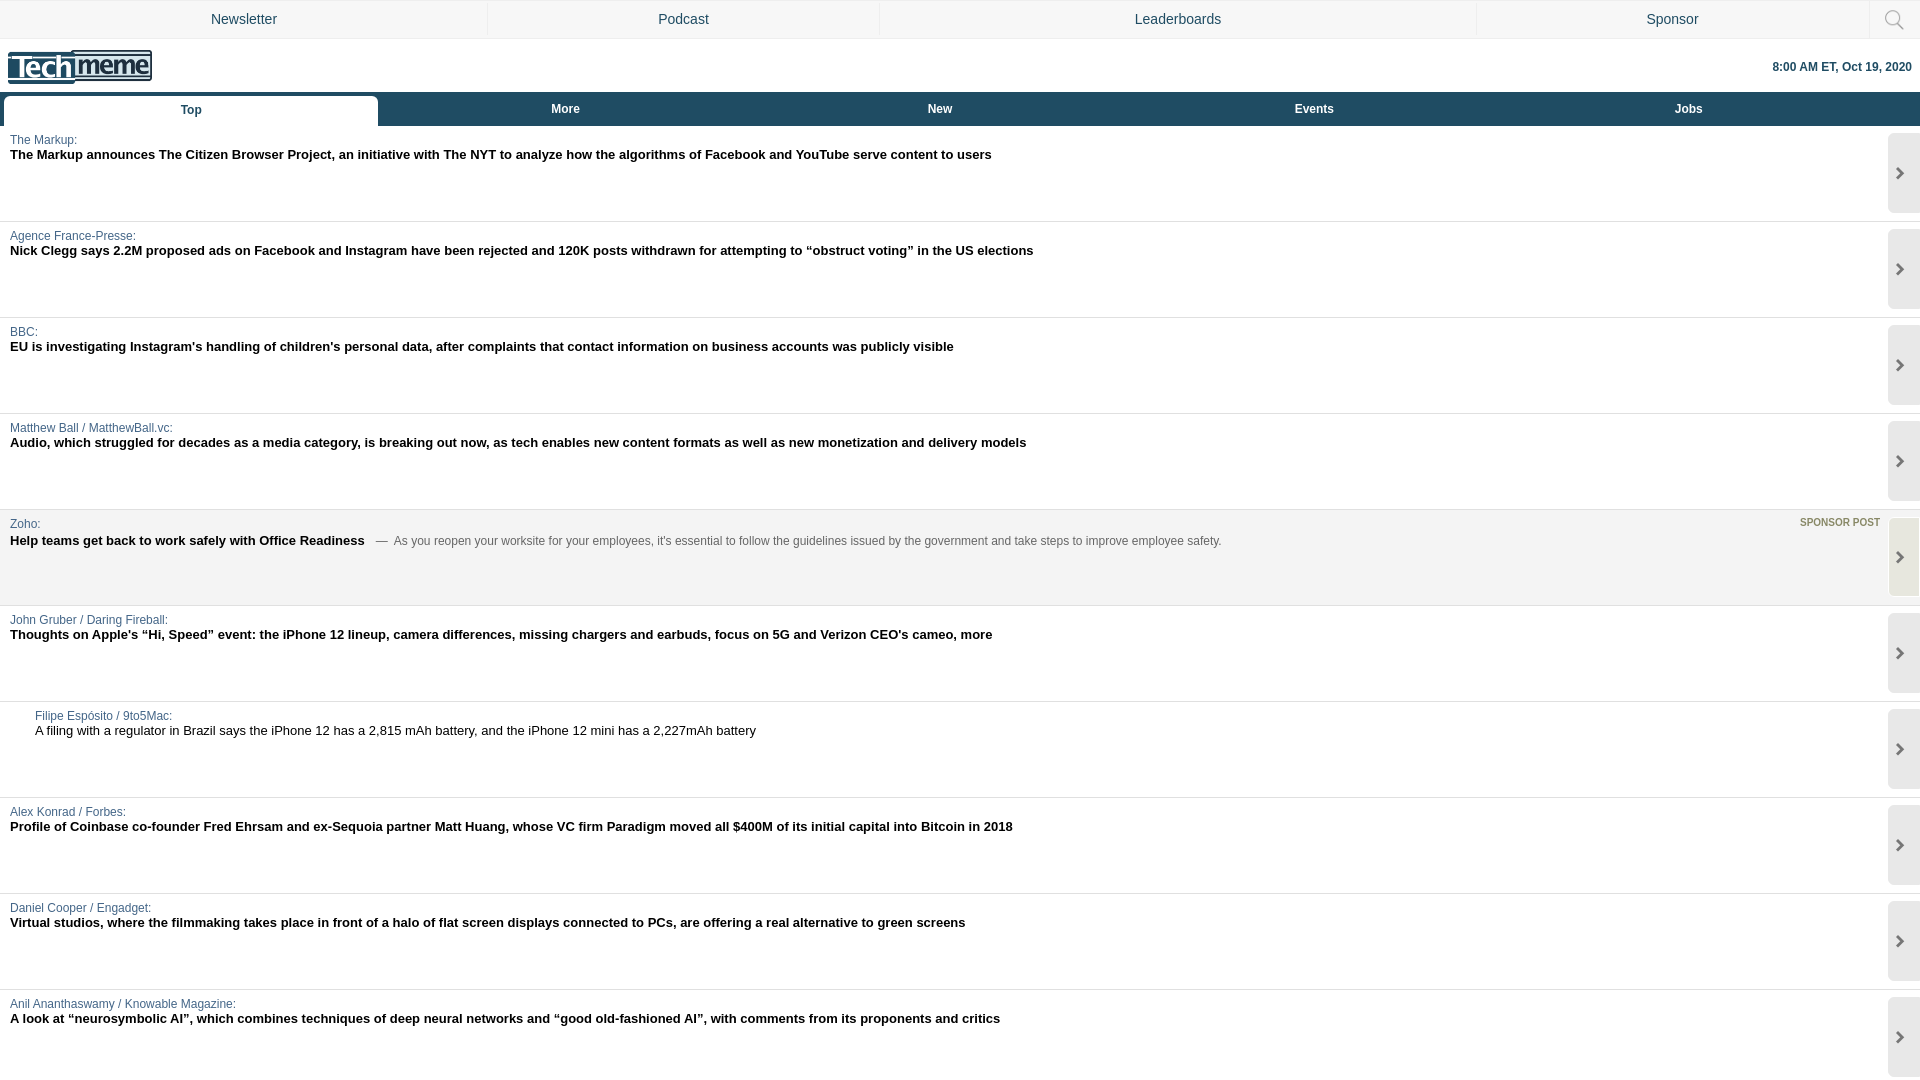 Newsletter
Podcast
Leaderboards
Sponsor
Techmeme
8:00 AM ET, Oct 19, 2020
Top
More
New
Events
Jobs
The Markup:
The Markup announces The Citizen Browser Project, an initiative with The NYT to analyze how the algorithms of Facebook and YouTube serve content to users
Agence France-Presse:
Nick Clegg says 2.2M proposed ads on Facebook and Instagram have been rejected and 120K posts withdrawn for attempting to “obstruct voting” in the US elections
BBC:
EU is investigating Instagram's handling of children's personal data, after complaints that contact information on business accounts was publicly visible
Matthew Ball / MatthewBall.vc:
Audio, which struggled for decades as a media category, is breaking out now, as tech enables new content formats as well as new monetization and delivery models
Zoho:
SPONSOR POST
Help teams get back to work safely with Office Readiness — As you reopen your worksite for your employees, it's essential to follow the guidelines issued by the government and take steps to improve employee safety.
John Gruber / Daring Fireball:
Thoughts on Apple's “Hi, Speed” event: the iPhone 12 lineup, camera differences, missing chargers and earbuds, focus on 5G and Verizon CEO's cameo, more
Filipe Espósito / 9to5Mac:
A filing with a regulator in Brazil says the iPhone 12 has a 2,815 mAh battery, and the iPhone 12 mini has a 2,227mAh battery
Alex Konrad / Forbes:
Profile of Coinbase co-founder Fred Ehrsam and ex-Sequoia partner Matt Huang, whose VC firm Paradigm moved all $400M of its initial capital into Bitcoin in 2018
Daniel Cooper / Engadget:
Virtual studios, where the filmmaking takes place in front of a halo of flat screen displays connected to PCs, are offering a real alternative to green screens
Anil Ananthaswamy / Knowable Magazine:
A look at “neurosymbolic AI”, which combines techniques of deep neural networks and “good old-fashioned AI”, with comments from its proponents and critics